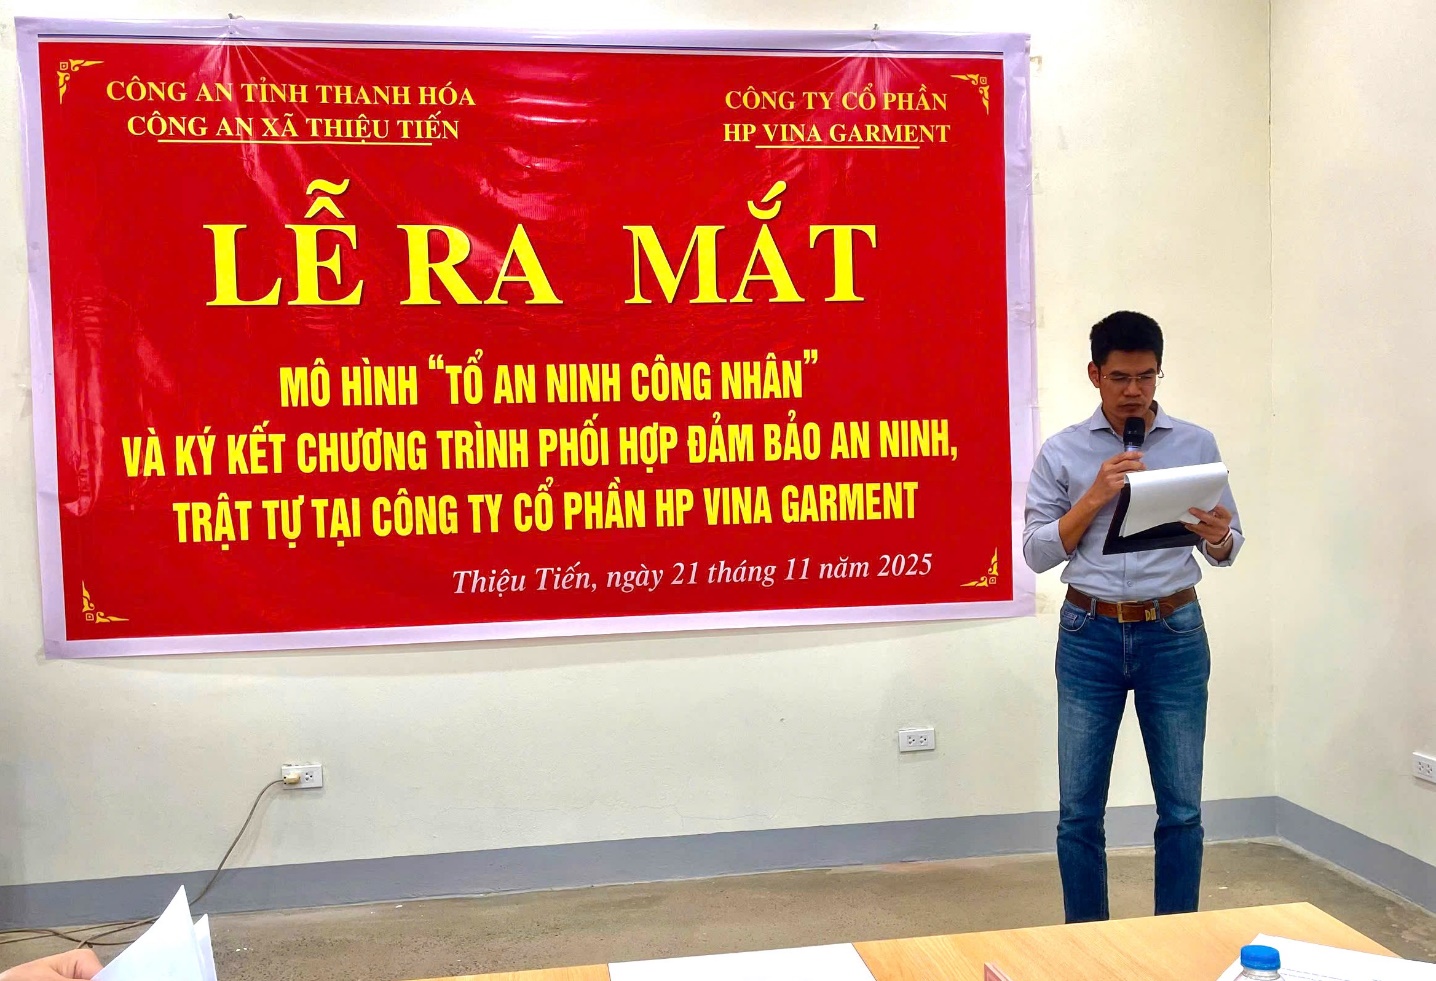 CÔNG AN TỈNH THANH HÓA
CÔNG AN XÃ THIỆU TIẾN
CÔNG TY CỔ PHẦN
HP VINA GARMENT
LỄ RA MẮT
MÔ HÌNH “TỔ AN NINH CÔNG NHÂN”
VÀ KÝ KẾT CHƯƠNG TRÌNH PHỐI HỢP ĐẢM BẢO AN NINH,
TRẬT TỰ TẠI CÔNG TY CỔ PHẦN HP VINA GARMENT
Thiệu Tiến, ngày 21 tháng 11 năm 2025